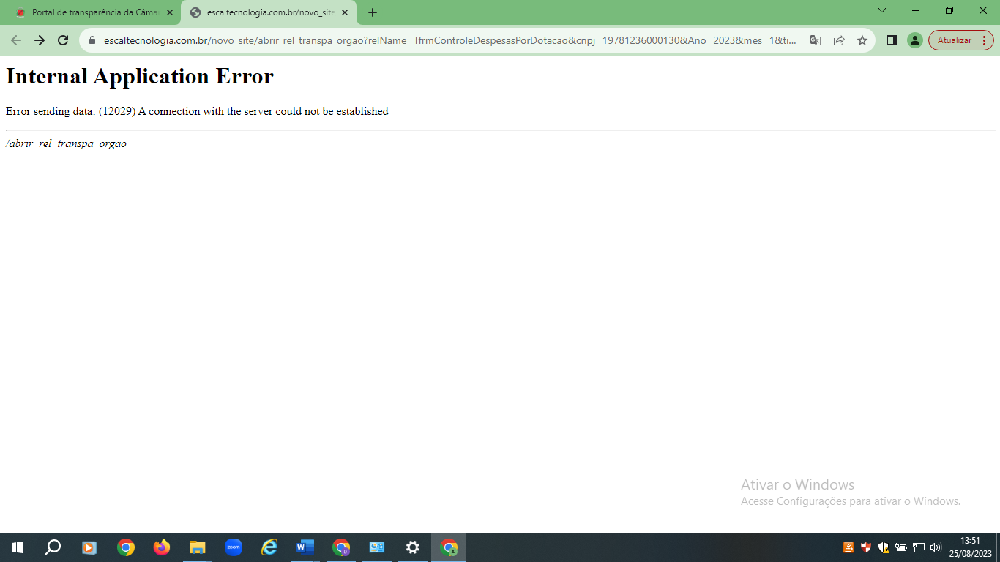 Portal de transparência da Câmar
escaltecnologia.com.br/novo_site
escaltecnologia.com.br/novo_site/abrir_rel_transpa_orgao?relName=TfrmControleDespesasPorDotacao&cnpj=19781236000130&Ano=2023&mes=1&ti...
Atualizar
Internal Application Error
Error sending data: (12029) A connection with the server could not be established
/abrir_rel_transpa_orgao
Ativar o Windows
Acesse Configurações para ativar o Windows.
zoom
13:51
25/08/2023